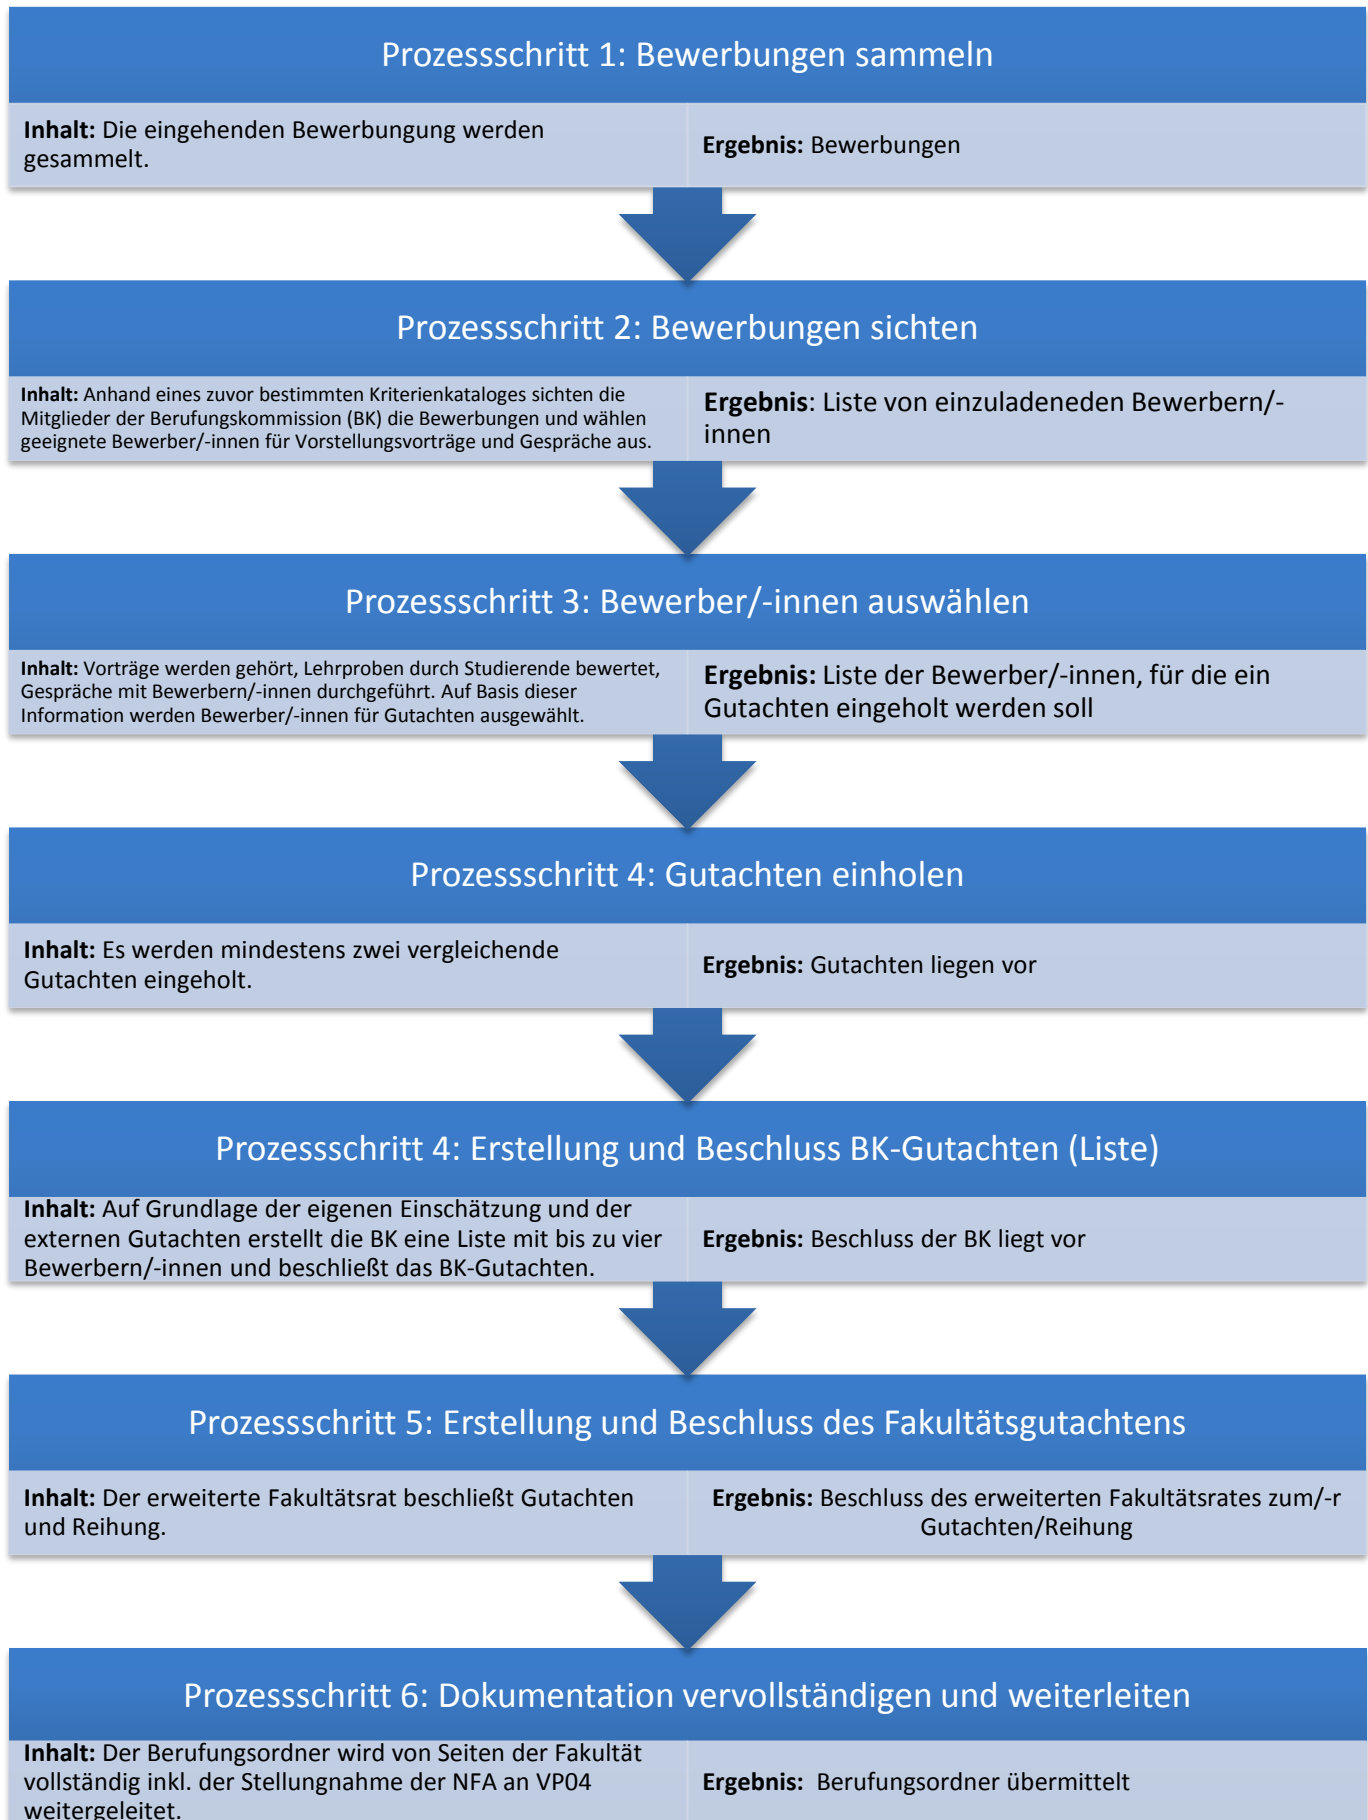 Prozessschritt 1: Bewerbungen sammeln
Inhalt: Die eingehenden Bewerbungung werden
gesammelt.
Ergebnis: Bewerbungen
Prozessschritt 2: Bewerbungen sichten
Inhalt: Anhand eines zuvor bestimmten Kriterienkataloges sichten die
Mitglieder der Berufungskommission (BK) die Bewerbungen und wählen
geeignete Bewerber/-innen für Vorstellungsvorträge und Gespräche aus.
Ergebnis: Liste von einzuladeneden Bewerbern/-
innen
Prozessschritt 3: Bewerber/-innen auswählen
Inhalt: Vorträge werden gehört, Lehrproben durch Studierende bewertet,
Gespräche mit Bewerbern/-innen durchgeführt. Auf Basis dieser
Information werden Bewerber/-innen für Gutachten ausgewählt.
Ergebnis: Liste der Bewerber/-innen, für die ein
Gutachten eingeholt werden soll
Prozessschritt 4: Gutachten einholen
Inhalt: Es werden mindestens zwei vergleichende
Gutachten eingeholt.
Ergebnis: Gutachten liegen vor
Prozessschritt 4: Erstellung und Beschluss BK-Gutachten (Liste)
Inhalt: Auf Grundlage der eigenen Einschätzung und der
externen Gutachten erstellt die BK eine Liste mit bis zu vier
Bewerbern/-innen und beschließt das BK-Gutachten.
Ergebnis: Beschluss der BK liegt vor
Prozessschritt 5: Erstellung und Beschluss des Fakultätsgutachtens
Inhalt: Der erweiterte Fakultätsrat beschließt Gutachten
und Reihung.
Ergebnis: Beschluss des erweiterten Fakultätsrates zum/-r
Gutachten/Reihung
Prozessschritt 6: Dokumentation vervollständigen und weiterleiten
Inhalt: Der Berufungsordner wird von Seiten der Fakultät
vollständig inkl. der Stellungnahme der NFA an VP04
weitergeleitet.
Ergebnis: Berufungsordner übermittelt